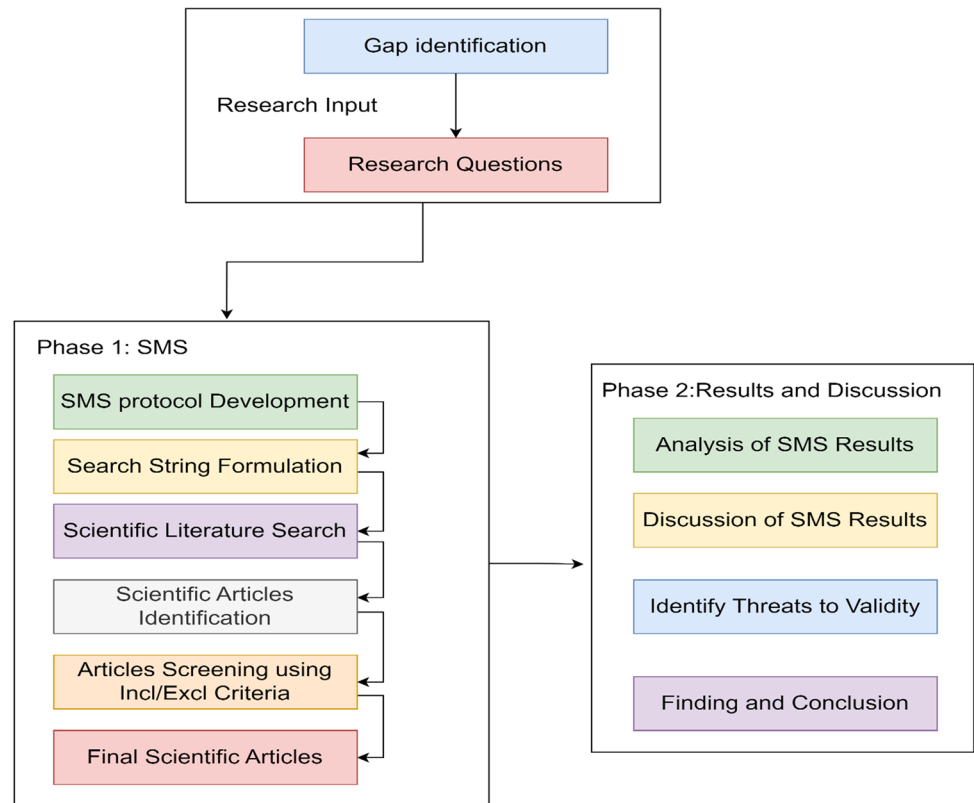 Gap identification
Research Input
Research Questions
Phase 1: SMS
SMS protocol Development
Search String Formulation
Scientific Literature Search
Scientific Articles
Identification
Articles Screening using
Incl/Excl Criteria
Final Scientific Articles
Phase 2:Results and Discussion
Analysis of SMS Results
Discussion of SMS Results
Identify Threats to Validity
Finding and Conclusion